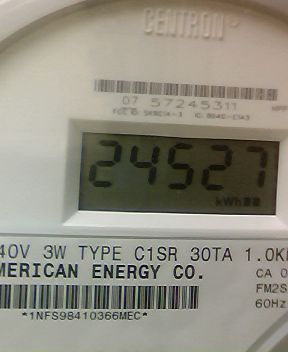 CENTRON
07 57245311
24527
kWh
40V 3W TYPE C1SR 30TA 1.0K
MERICAN ENERGY CO.
CA 0
FM2S
60Hz
*1NFS98410366MEC*